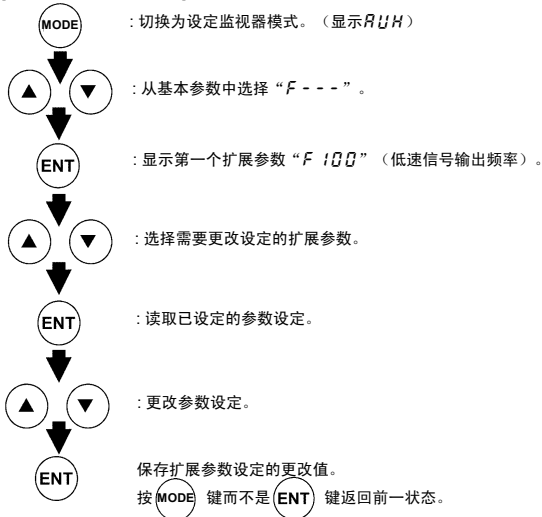 MODE : 切换为设定监视器模式。（显示AUH）
▲ ▼ : 从基本参数中选择“F - - -”。
ENT : 显示第一个扩展参数“F 100”（低速信号输出频率）。
▲ ▼ : 选择需要更改设定的扩展参数。
ENT : 读取已设定的参数设定。
▲ ▼ : 更改参数设定。
ENT 保存扩展参数设定的更改值。
按 MODE 键而不是 ENT 键返回前一状态。